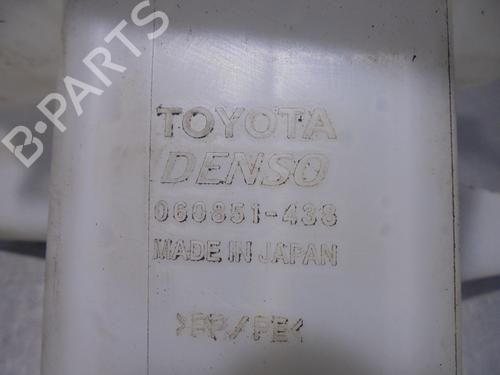 B-PARTS
TOYOTA
DENSO
060851-438
MADE IN JAPAN
>PP/PE<